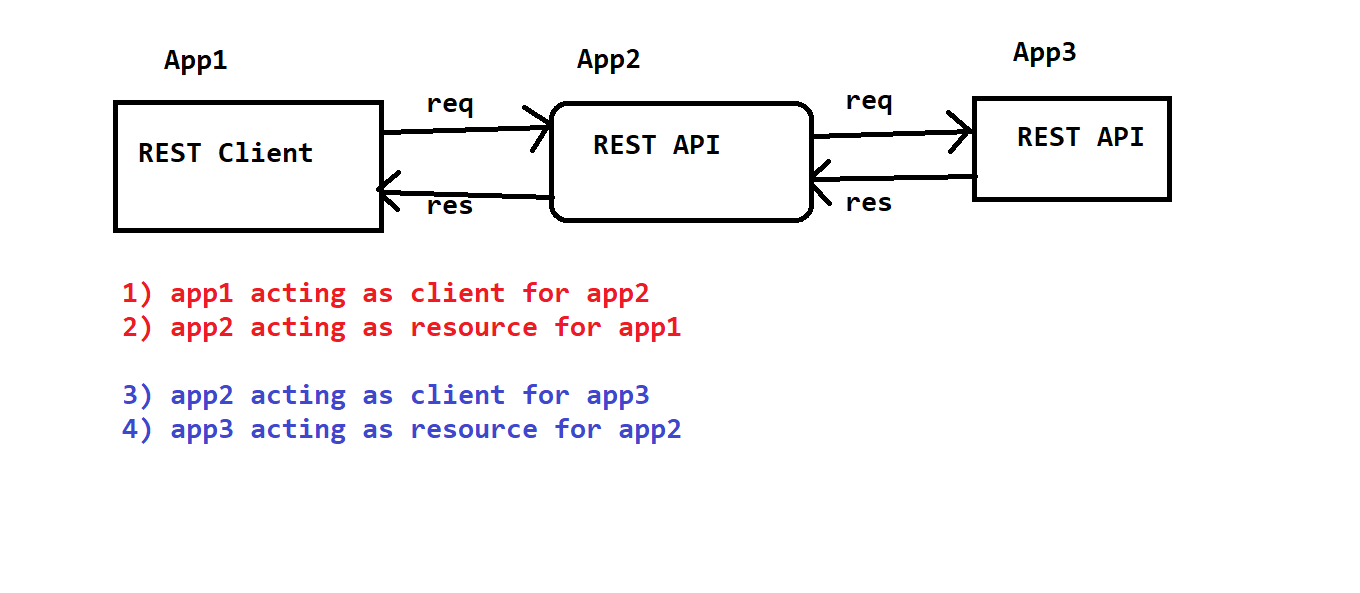 App1
App2
App3
req
req
REST Client
REST API
REST API
res
res
1) app1 acting as client for app2
2) app2 acting as resource for app1
3) app2 acting as client for app3
4) app3 acting as resource for app2